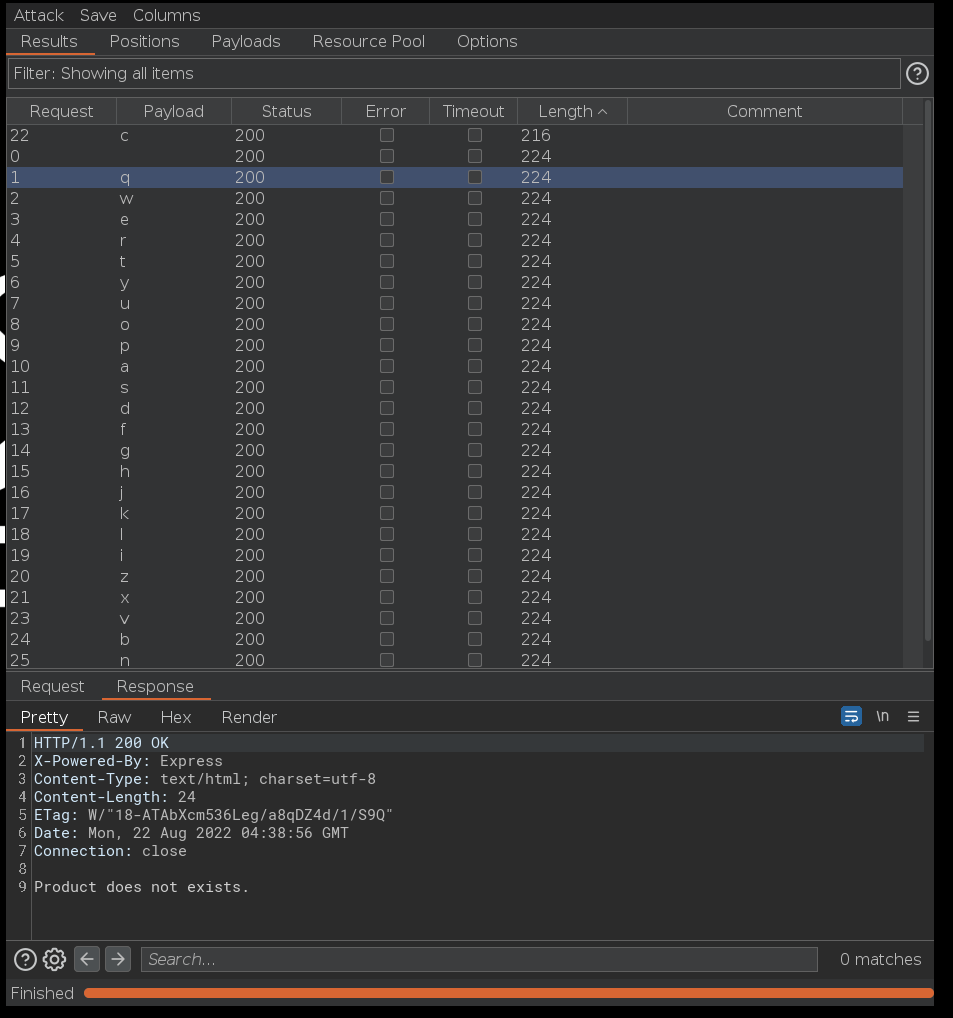 Attack Save Columns
Results Positions Payloads Resource Pool Options
Filter: Showing all items ?
Request Payload Status Error Timeout Length Comment
22 c 200 216
0 200 224
1 q 200 224
2 w 200 224
3 e 200 224
4 r 200 224
5 t 200 224
6 y 200 224
7 u 200 224
8 o 200 224
9 p 200 224
10 a 200 224
11 s 200 224
12 d 200 224
13 f 200 224
14 g 200 224
15 h 200 224
16 j 200 224
17 k 200 224
18 l 200 224
19 i 200 224
20 z 200 224
21 x 200 224
23 v 200 224
24 b 200 224
25 n 200 224
Request Response
Pretty Raw Hex Render \n
1 HTTP/1.1 200 OK
2 X-Powered-By: Express
3 Content-Type: text/html; charset=utf-8
4 Content-Length: 24
5 ETag: W/"18-ATAbXcm536Leg/a8qDZ4d/1/S9Q"
6 Date: Mon, 22 Aug 2022 04:38:56 GMT
7 Connection: close
8
9 Product does not exists.
? Search... 0 matches
Finished